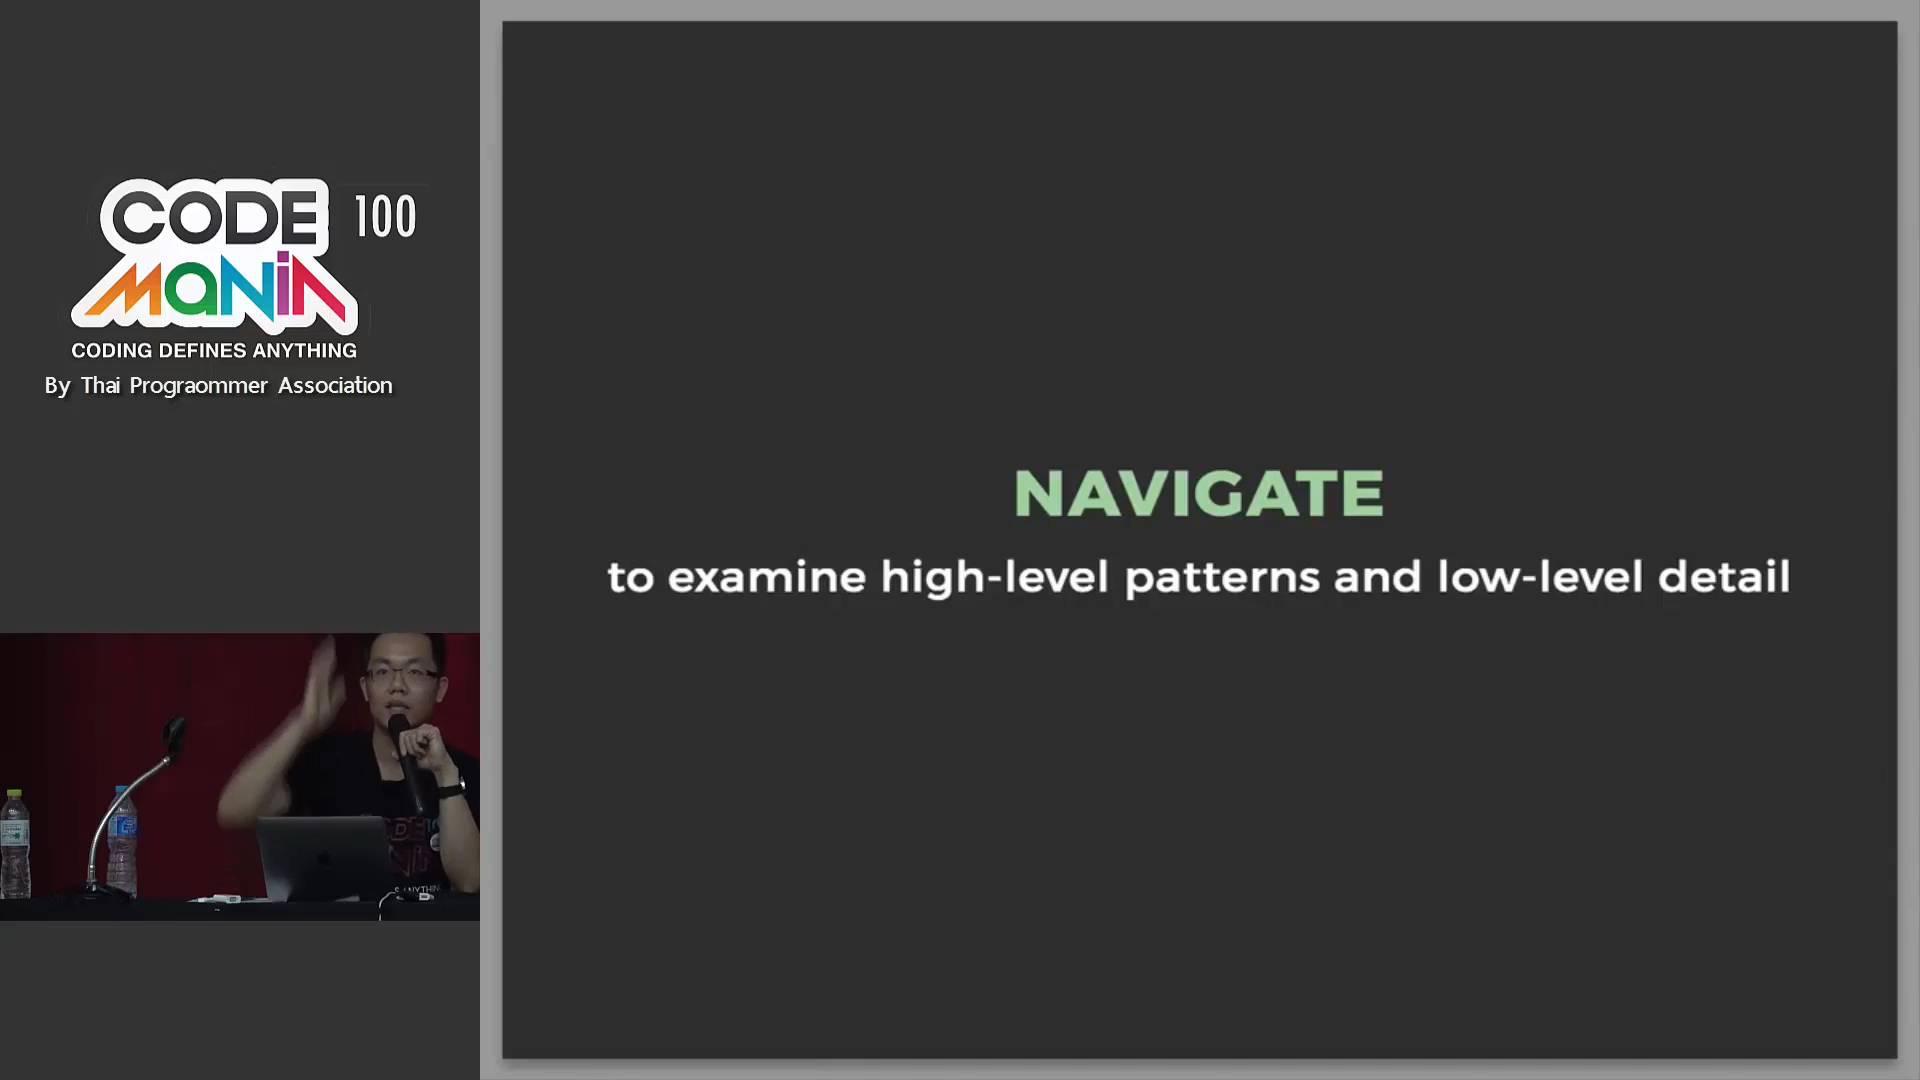 CODE 100
MANIA
CODING DEFINES ANYTHING
By Thai Prograommer Association
NAVIGATE
to examine high-level patterns and low-level detail